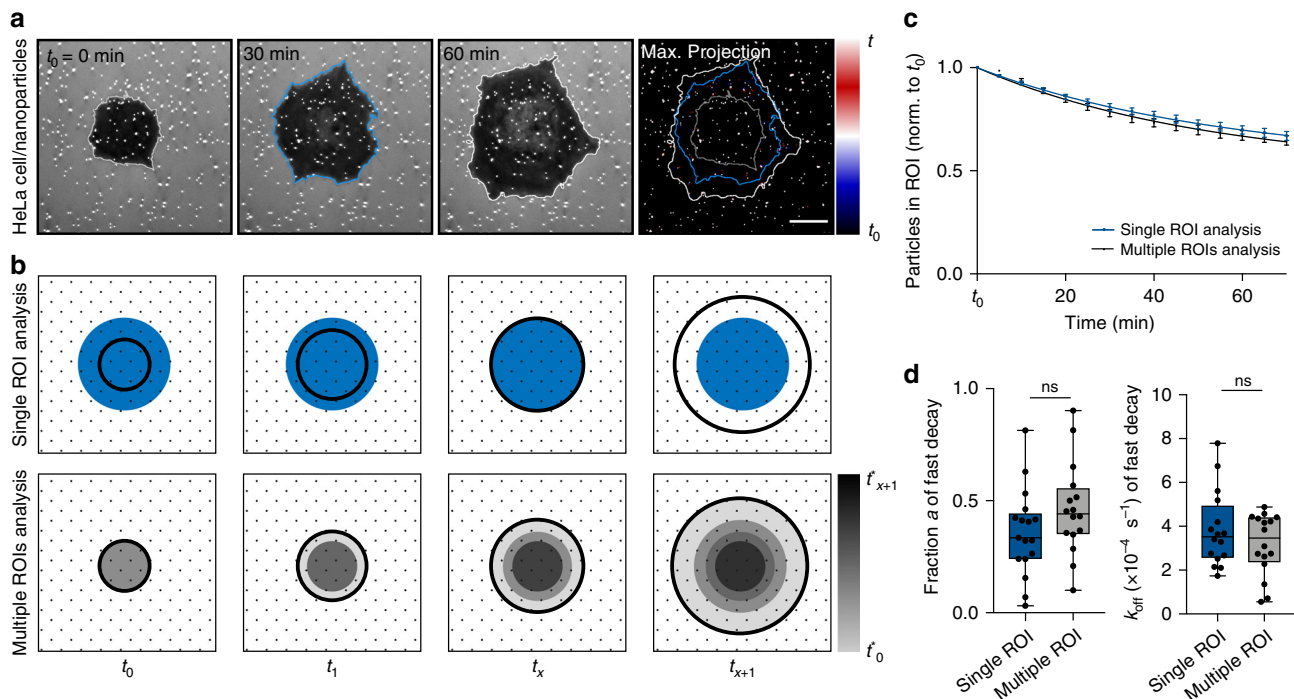 a
HeLa cell/nanoparticles
t0 = 0 min
30 min
60 min
Max. Projection
t
t0
b
Single ROI analysis
Multiple ROIs analysis
t*x+1
t*0
t0
t1
tx
tx+1
c
Particles in ROI (norm. to t0)
1.0
0.5
0.0
t0
20
40
60
Time (min)
Single ROI analysis
Multiple ROIs analysis
d
Fraction a of fast decay
1.0
0.5
0.0
ns
Single ROI
Multiple ROI
koff (×10–4 s–1) of fast decay
10
8
6
4
2
0
ns
Single ROI
Multiple ROI